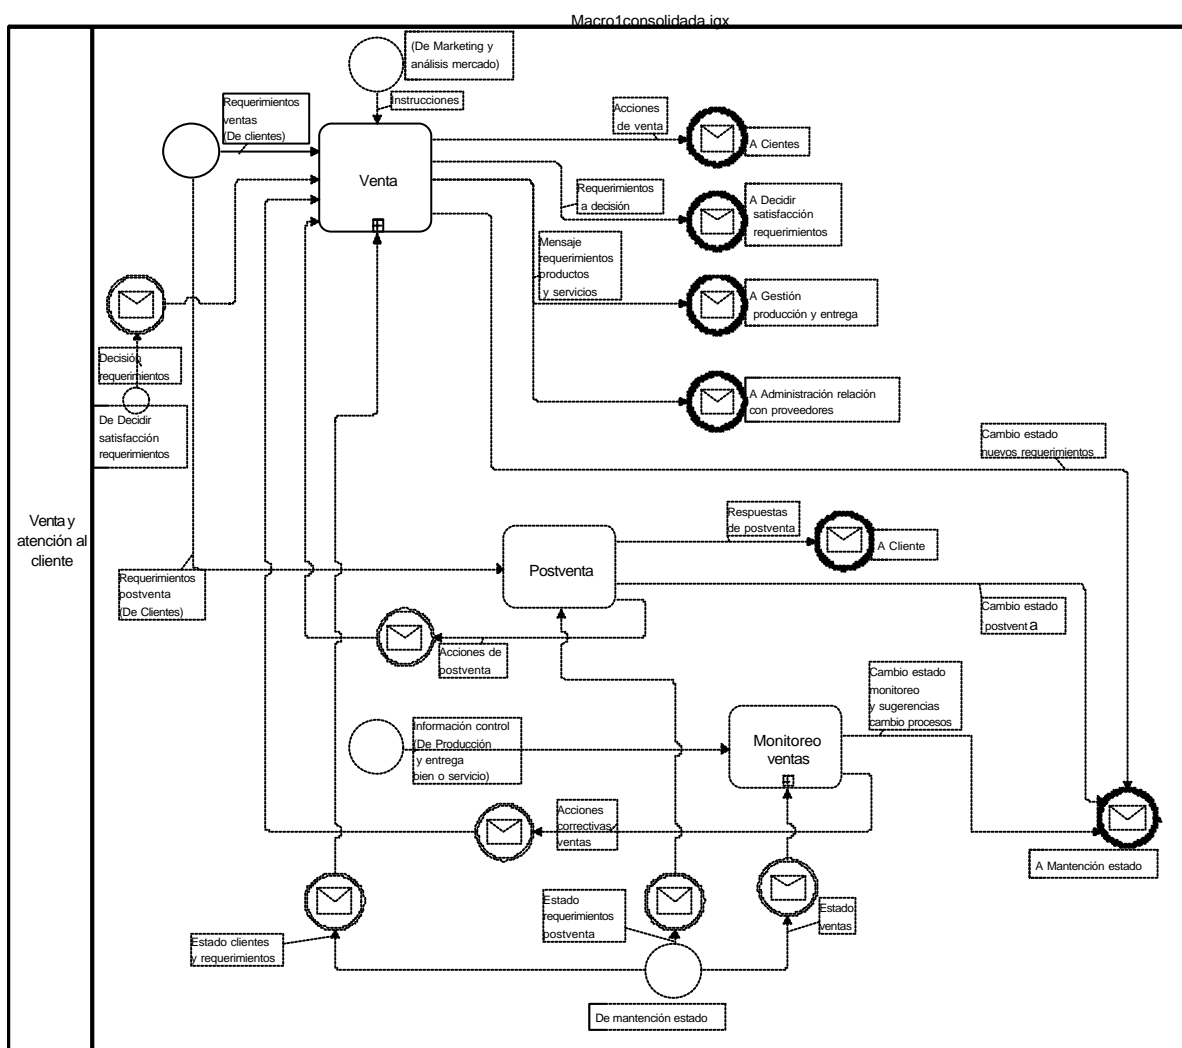 Macro1consolidada.igx
(De Marketing y
análisis mercado)
Instrucciones
Requerimientos
ventas
(De clientes)
Acciones
de venta
A Cientes
Venta
Requerimientos
a decisión
A Decidir
satisfacción
requerimientos
Mensaje
requerimientos
productos
y servicios
A Gestión
producción y entrega
Decisión
requerimientos
A Administración relación
con proveedores
De Decidir
satisfacción
requerimientos
Cambio estado
nuevos requerimientos
Venta y
atención al
cliente
Respuestas
de postventa
A Cliente
Postventa
Requerimientos
postventa
(De Clientes)
Cambio estado
postventa
Acciones de
postventa
Cambio estado
monitoreo
y sugerencias
cambio procesos
Información control
(De Producción
y entrega
bien o servicio)
Monitoreo
ventas
Acciones
correctivas
ventas
A Mantención estado
Estado
requerimientos
postventa
Estado
ventas
Estado clientes
y requerimientos
De mantención estado